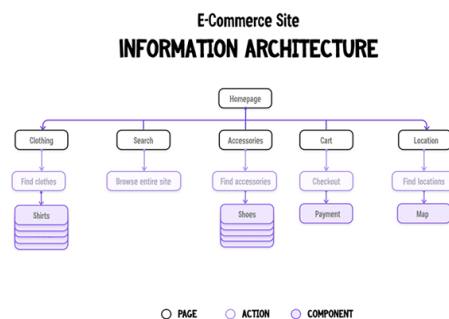 E-Commerce Site
INFORMATION ARCHITECTURE
Homepage
Clothing
Search
Accessories
Cart
Location
Find clothes
Browse entire site
Find accessories
Checkout
Find locations
Shirts
Shoes
Payment
Map
PAGE
ACTION
COMPONENT